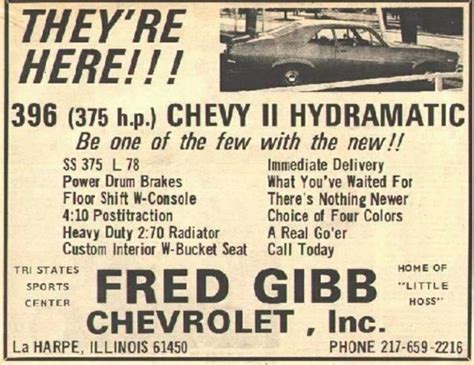 THEY'RE
HERE!!!
396 (375 h.p.) CHEVY II HYDRAMATIC
Be one of the few with the new!!
SS 375 L 78
Power Drum Brakes
Floor Shift W-Console
4:10 Postitraction
Heavy Duty 2:70 Radiator
Custom Interior W-Bucket Seat
Immediate Delivery
What You've Waited For
There's Nothing Newer
Choice of Four Colors
A Real Go'er
Call Today
TRI STATES
SPORTS
CENTER
FRED GIBB
CHEVROLET , Inc.
HOME OF
"LITTLE
HOSS"
La HARPE, ILLINOIS 61450
PHONE 217-659-2216